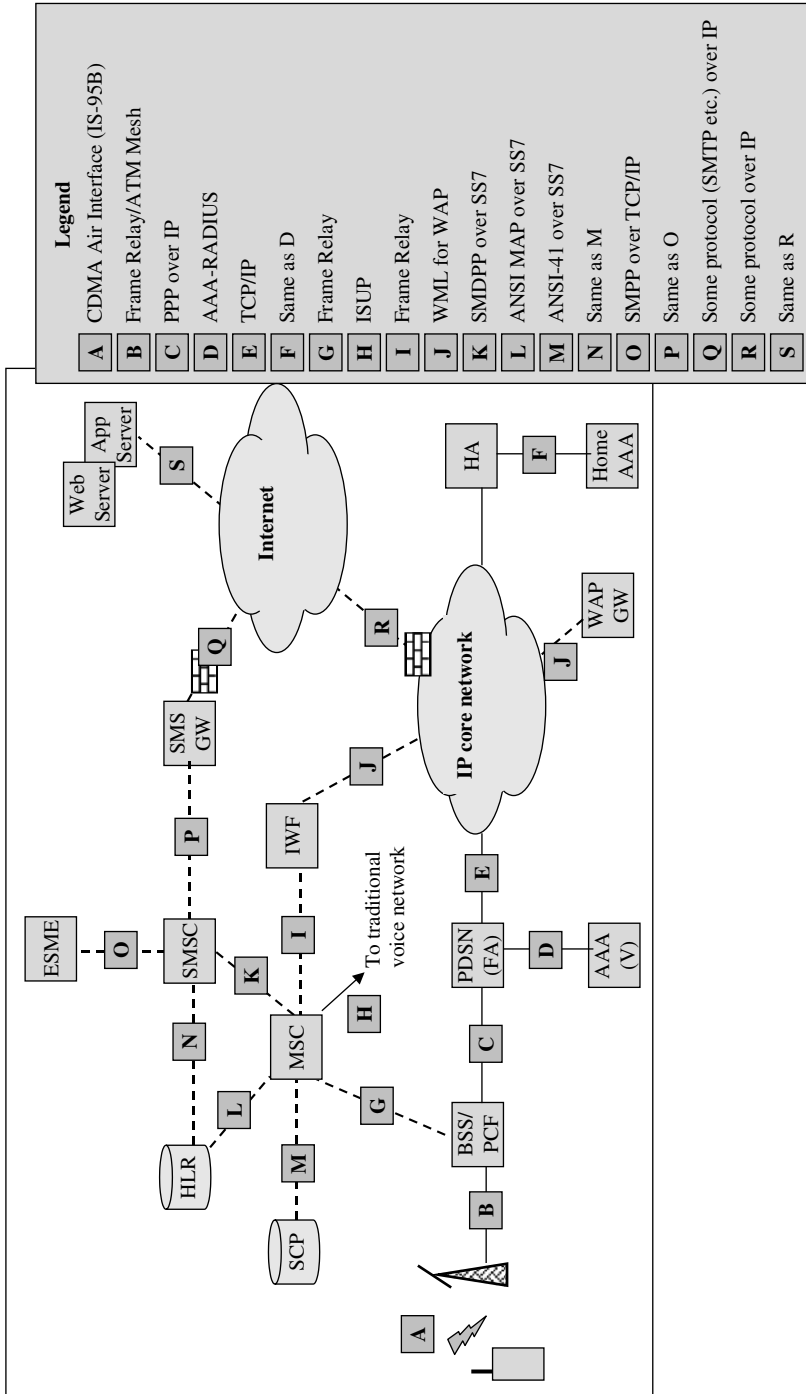 ESME
O
Web
Server
App
Server
S
HLR
N
SMSC
P
SMS
GW
Q
L
K
Internet
SCP
M
MSC
I
IWF
H
To traditional
voice network
J
R
G
A
B
BSS/
PCF
C
PDSN
(FA)
E
IP core network
HA
D
F
AAA
(V)
J
WAP
GW
Home
AAA
Legend
A CDMA Air Interface (IS-95B)
B Frame Relay/ATM Mesh
C PPP over IP
D AAA-RADIUS
E TCP/IP
F Same as D
G Frame Relay
H ISUP
I Frame Relay
J WML for WAP
K SMDPP over SS7
L ANSI MAP over SS7
M ANSI-41 over SS7
N Same as M
O SMPP over TCP/IP
P Same as O
Q Some protocol (SMTP etc.) over IP
R Some protocol over IP
S Same as R